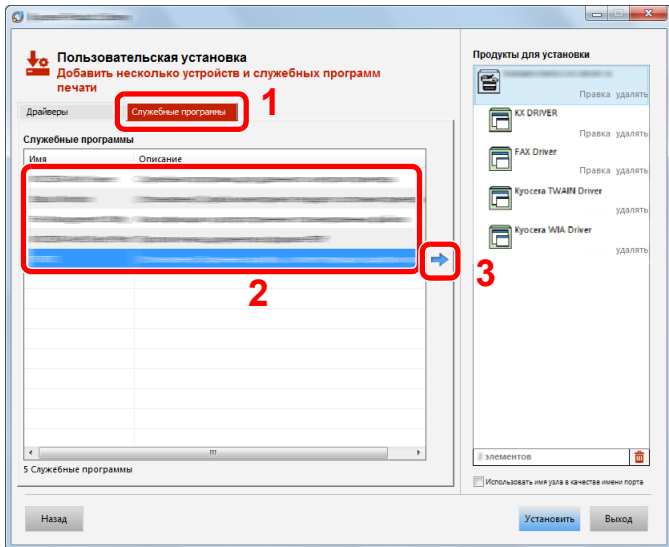 Пользовательская установка
Добавить несколько устройств и служебных программ
печати
1
Драйверы
Служебные программы
Служебные программы
Имя
Описание
2
3
5 Служебные программы
Назад
Продукты для установки
Правка удалять
KX DRIVER
Правка удалять
FAX Driver
Правка удалять
Kyocera TWAIN Driver
удалять
Kyocera WIA Driver
удалять
элементов
Использовать имя узла в качестве имени порта
Установить
Выход